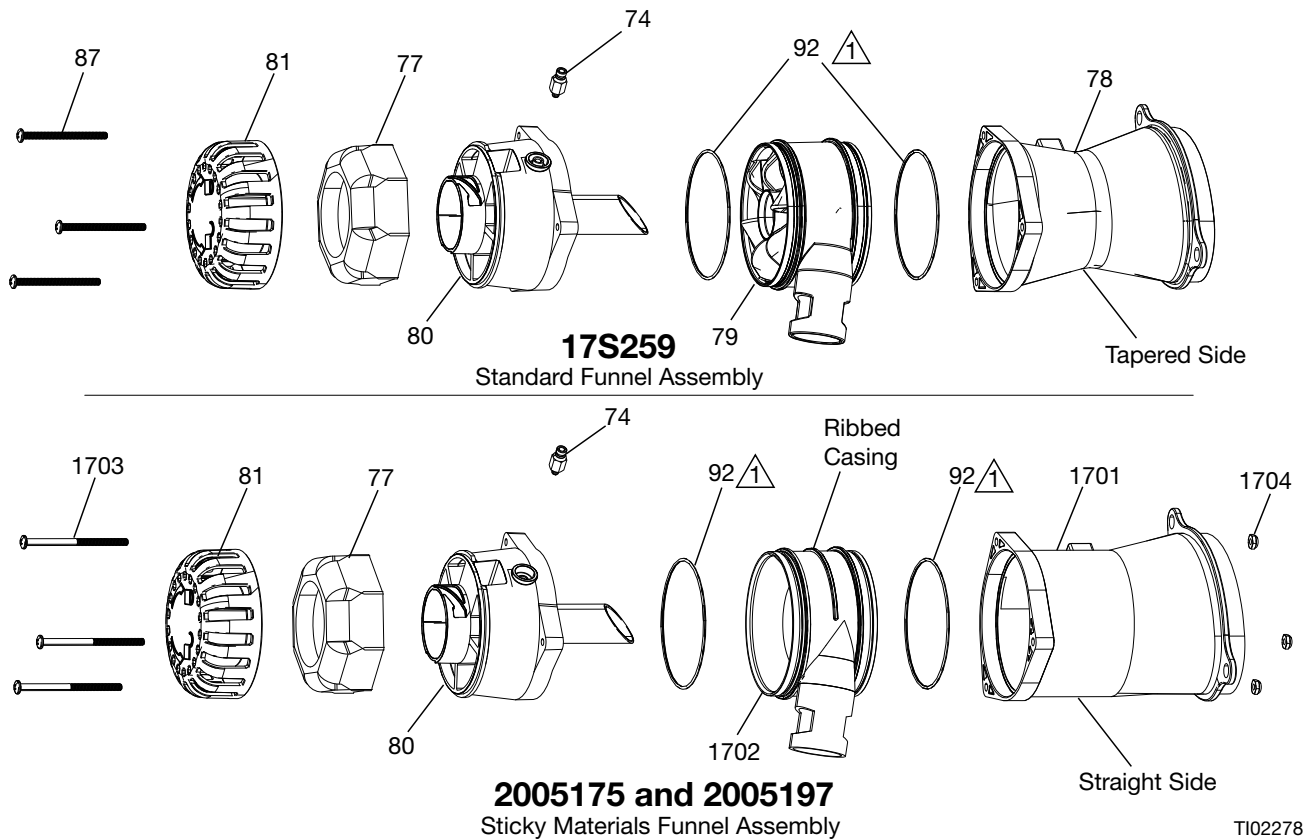 74
87
81
77
92 1
78
80
79
Tapered Side
17S259
Standard Funnel Assembly
74
Ribbed
Casing
1703
81
77
92 1
92 1
1701
1704
80
1702
Straight Side
2005175 and 2005197
Sticky Materials Funnel Assembly
TI02278